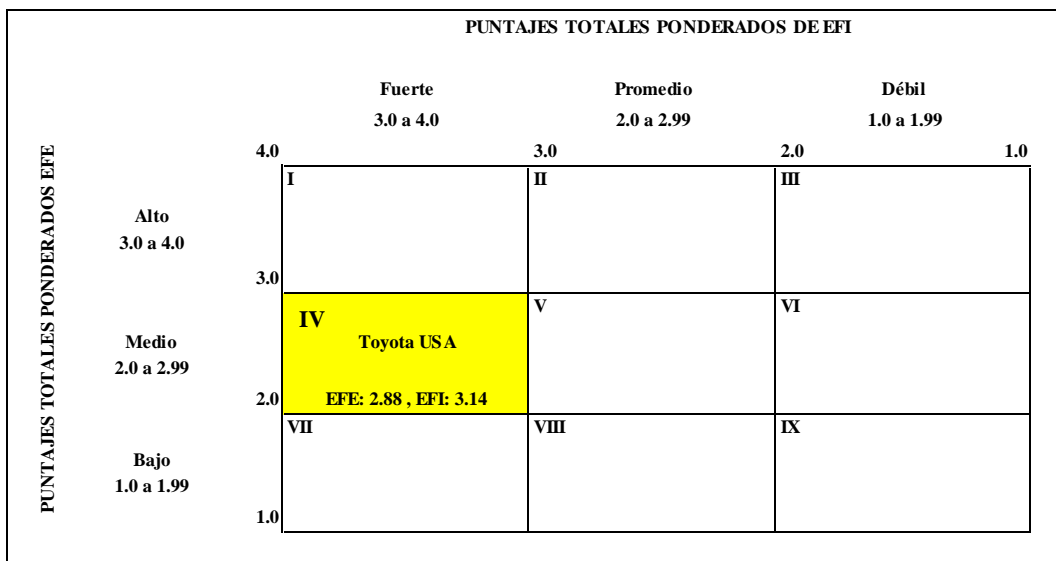 PUNTAJES TOTALES PONDERADOS DE EFI
Fuerte
3.0 a 4.0
Promedio
2.0 a 2.99
Débil
1.0 a 1.99
4.0
3.0
2.0
1.0
PUNTAJES TOTALES PONDERADOS EFE
Alto
3.0 a 4.0
I
II
III
3.0
Medio
2.0 a 2.99
IV
Toyota USA
EFE: 2.88 , EFI: 3.14
V
VI
2.0
Bajo
1.0 a 1.99
VII
VIII
IX
1.0